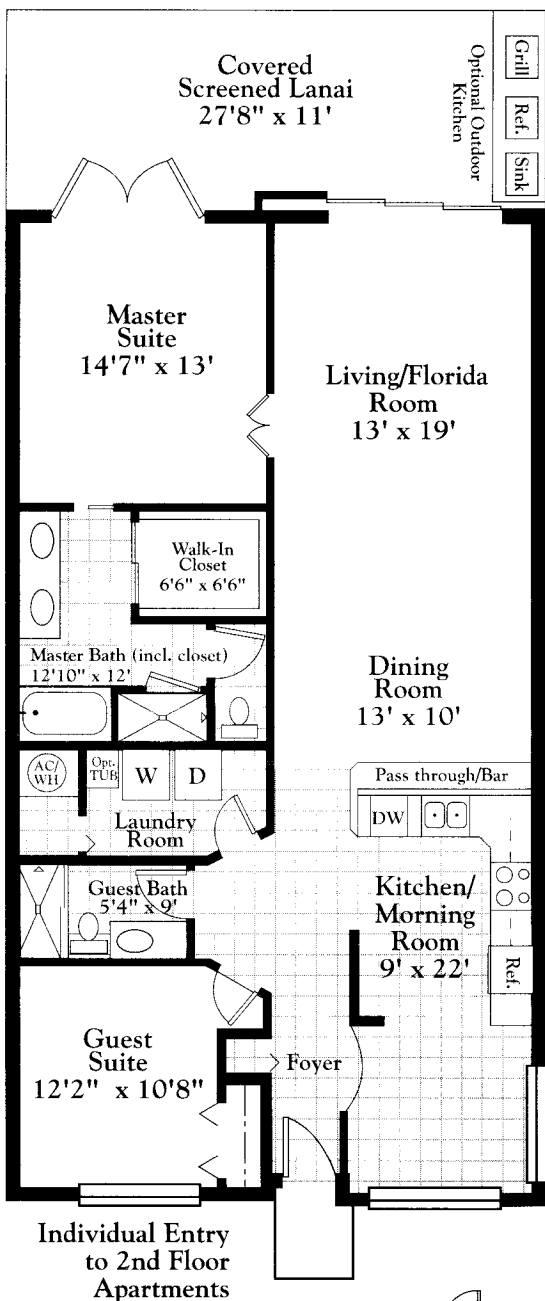 Covered
Screened Lanai
27'8" x 11'
Optional Outdoor
Kitchen
Grill
Ref.
Sink
Master
Suite
14'7" x 13'
Living/Florida
Room
13' x 19'
Walk-In
Closet
6'6" x 6'6"
Master Bath (incl. closet)
12'10" x 12'
Dining
Room
13' x 10'
AC/
WH
Opt.
TUB
W
D
Laundry
Room
Pass through/Bar
DW
Guest Bath
5'4" x 9'
Kitchen/
Morning
Room
9' x 22'
Ref.
Guest
Suite
12'2" x 10'8"
Foyer
Individual Entry
to 2nd Floor
Apartments